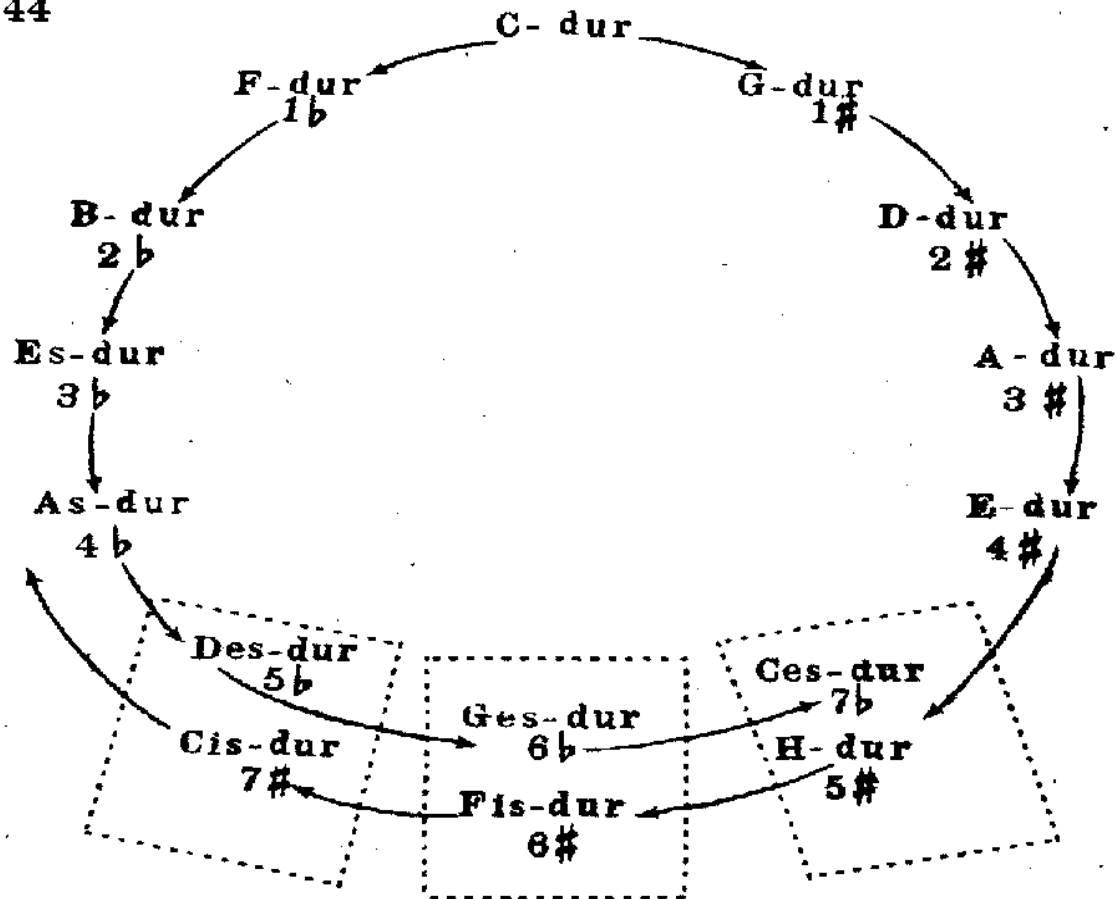 44
C- dur
F-dur
1♭
G-dur
1♯
B- dur
2♭
D-dur
2♯
Es-dur
3♭
A-dur
3♯
As-dur
4♭
E-dur
4♯
Des-dur
5♭
Ces-dur
7♭
Ges-dur
6♭
Cis-dur
7♯
H-dur
5♯
Fis-dur
6♯